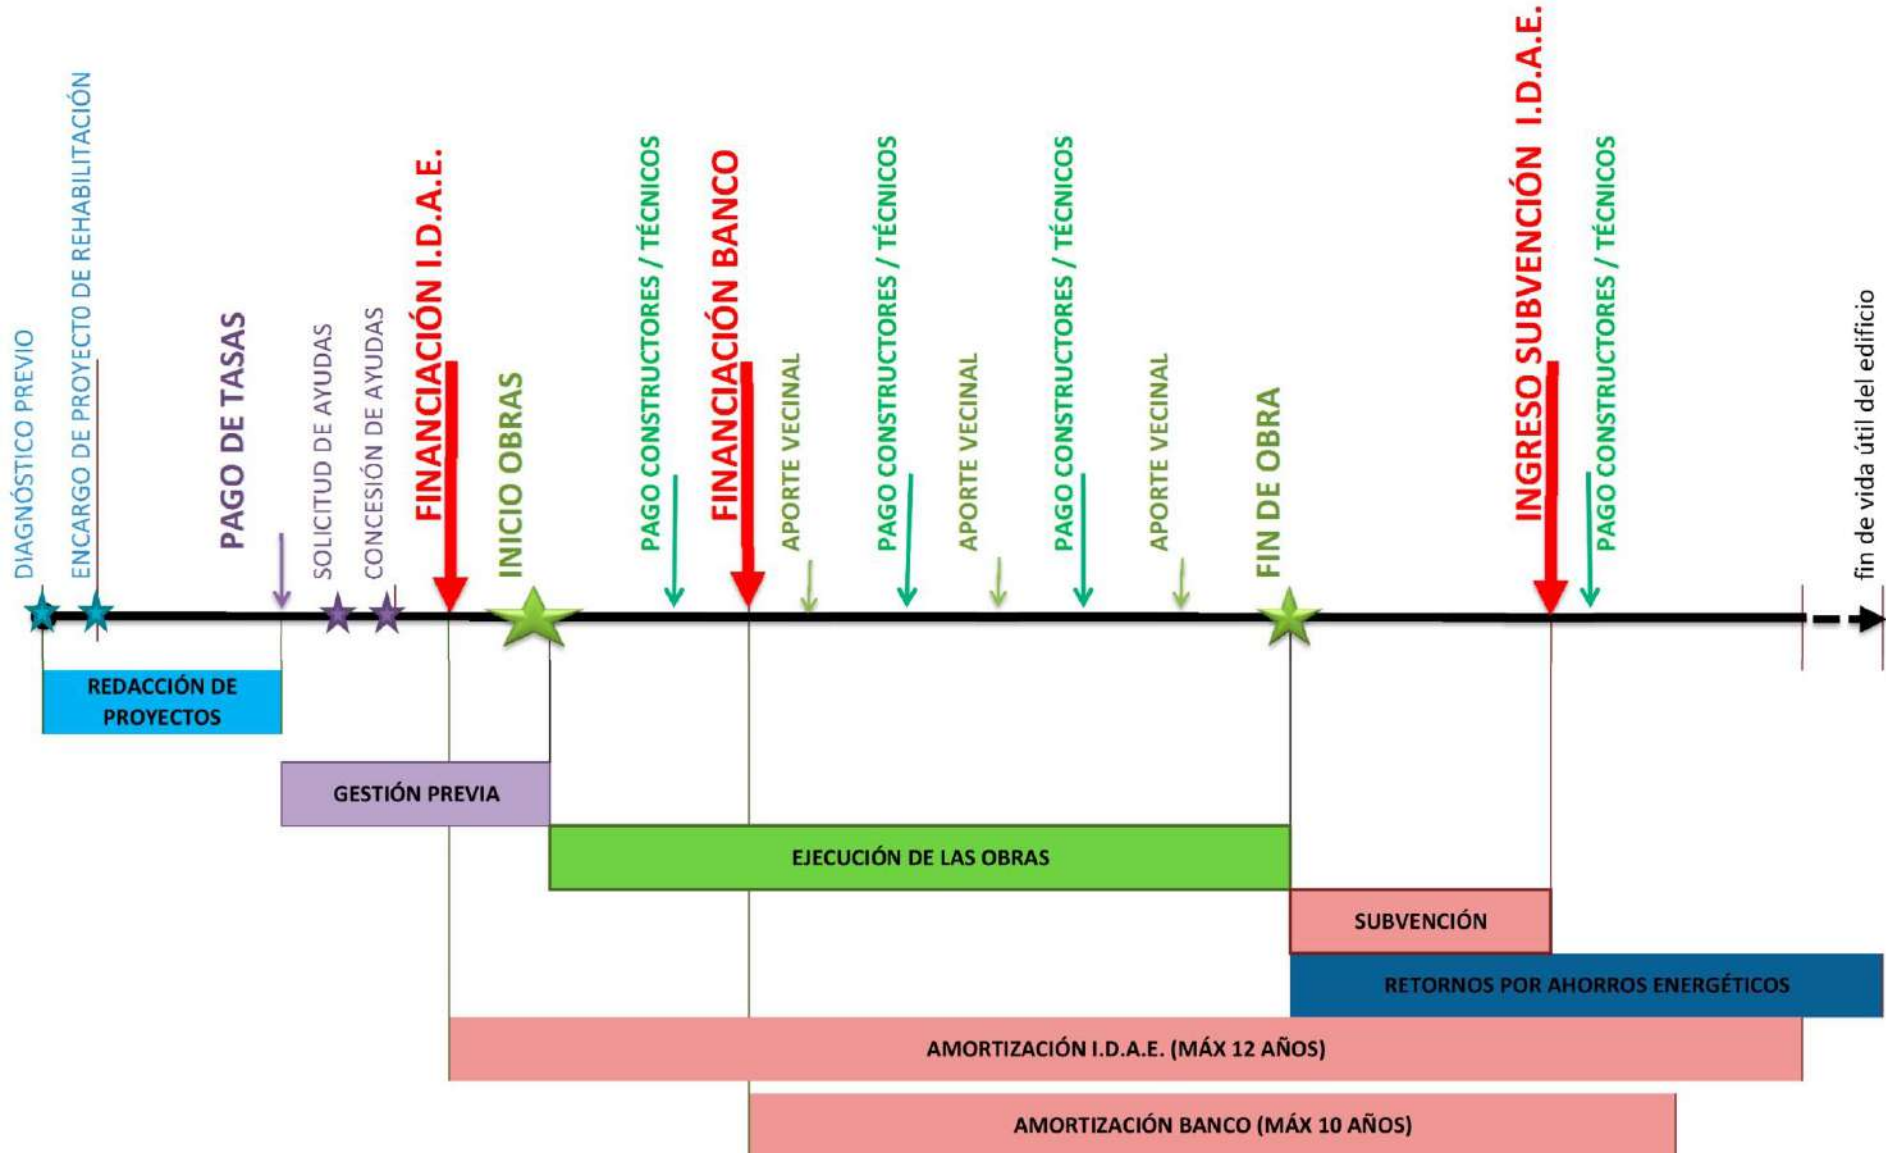 DIAGNÓSTICO PREVIO
ENCARGO DE PROYECTO DE REHABILITACIÓN
PAGO DE TASAS
SOLICITUD DE AYUDAS
CONCESIÓN DE AYUDAS
FINANCIACIÓN I.D.A.E.
INICIO OBRAS
PAGO CONSTRUCTORES / TÉCNICOS
FINANCIACIÓN BANCO
APORTE VECINAL
PAGO CONSTRUCTORES / TÉCNICOS
APORTE VECINAL
PAGO CONSTRUCTORES / TÉCNICOS
APORTE VECINAL
FIN DE OBRA
INGRESO SUBVENCIÓN I.D.A.E.
PAGO CONSTRUCTORES / TÉCNICOS
fin de vida útil del edificio
REDACCIÓN DE
PROYECTOS
GESTIÓN PREVIA
EJECUCIÓN DE LAS OBRAS
SUBVENCIÓN
RETORNOS POR AHORROS ENERGÉTICOS
AMORTIZACIÓN I.D.A.E. (MÁX 12 AÑOS)
AMORTIZACIÓN BANCO (MÁX 10 AÑOS)